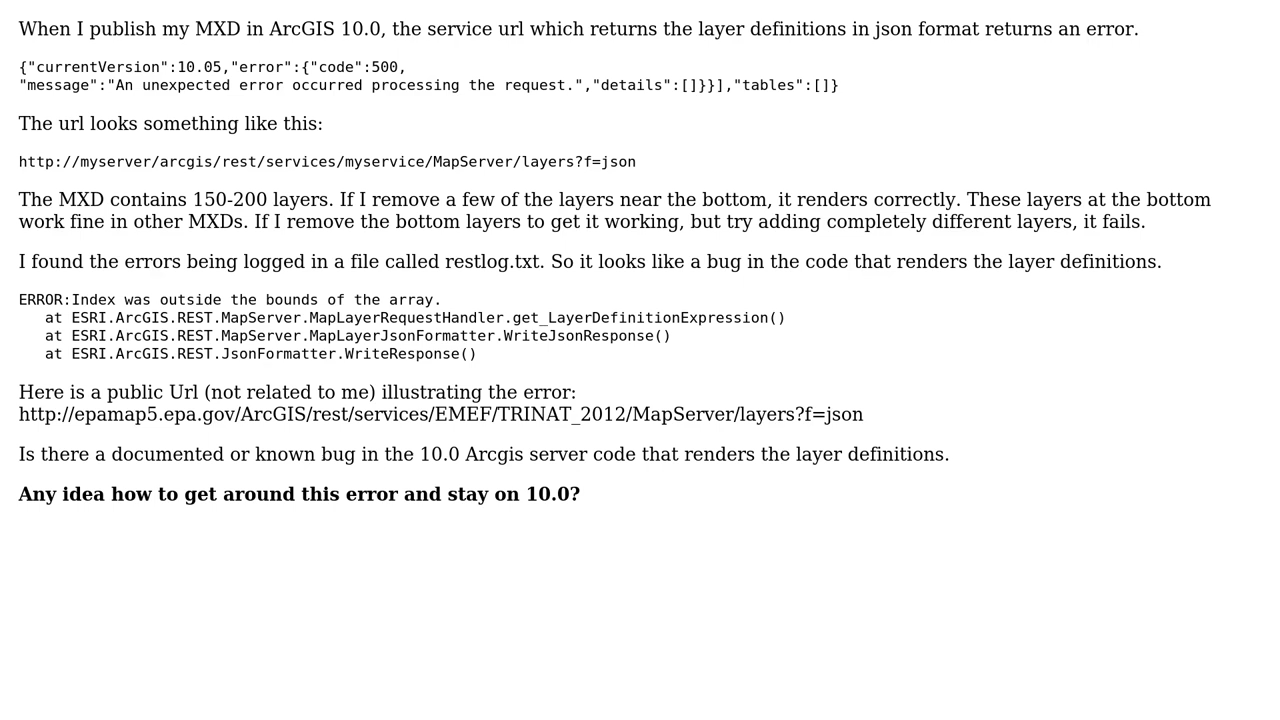 When I publish my MXD in ArcGIS 10.0, the service url which returns the layer definitions in json format returns an error.
{"currentVersion":10.05,"error":{"code":500,
"message":"An unexpected error occurred processing the request.","details":[]}}],"tables":[]}
The url looks something like this:
http://myserver/arcgis/rest/services/myservice/MapServer/layers?f=json
The MXD contains 150-200 layers. If I remove a few of the layers near the bottom, it renders correctly. These layers at the bottom
work fine in other MXDs. If I remove the bottom layers to get it working, but try adding completely different layers, it fails.
I found the errors being logged in a file called restlog.txt. So it looks like a bug in the code that renders the layer definitions.
ERROR:Index was outside the bounds of the array.
   at ESRI.ArcGIS.REST.MapServer.MapLayerRequestHandler.get_LayerDefinitionExpression()
   at ESRI.ArcGIS.REST.MapServer.MapLayerJsonFormatter.WriteJsonResponse()
   at ESRI.ArcGIS.REST.JsonFormatter.WriteResponse()
Here is a public Url (not related to me) illustrating the error:
http://epamap5.epa.gov/ArcGIS/rest/services/EMEF/TRINAT_2012/MapServer/layers?f=json
Is there a documented or known bug in the 10.0 Arcgis server code that renders the layer definitions.
Any idea how to get around this error and stay on 10.0?